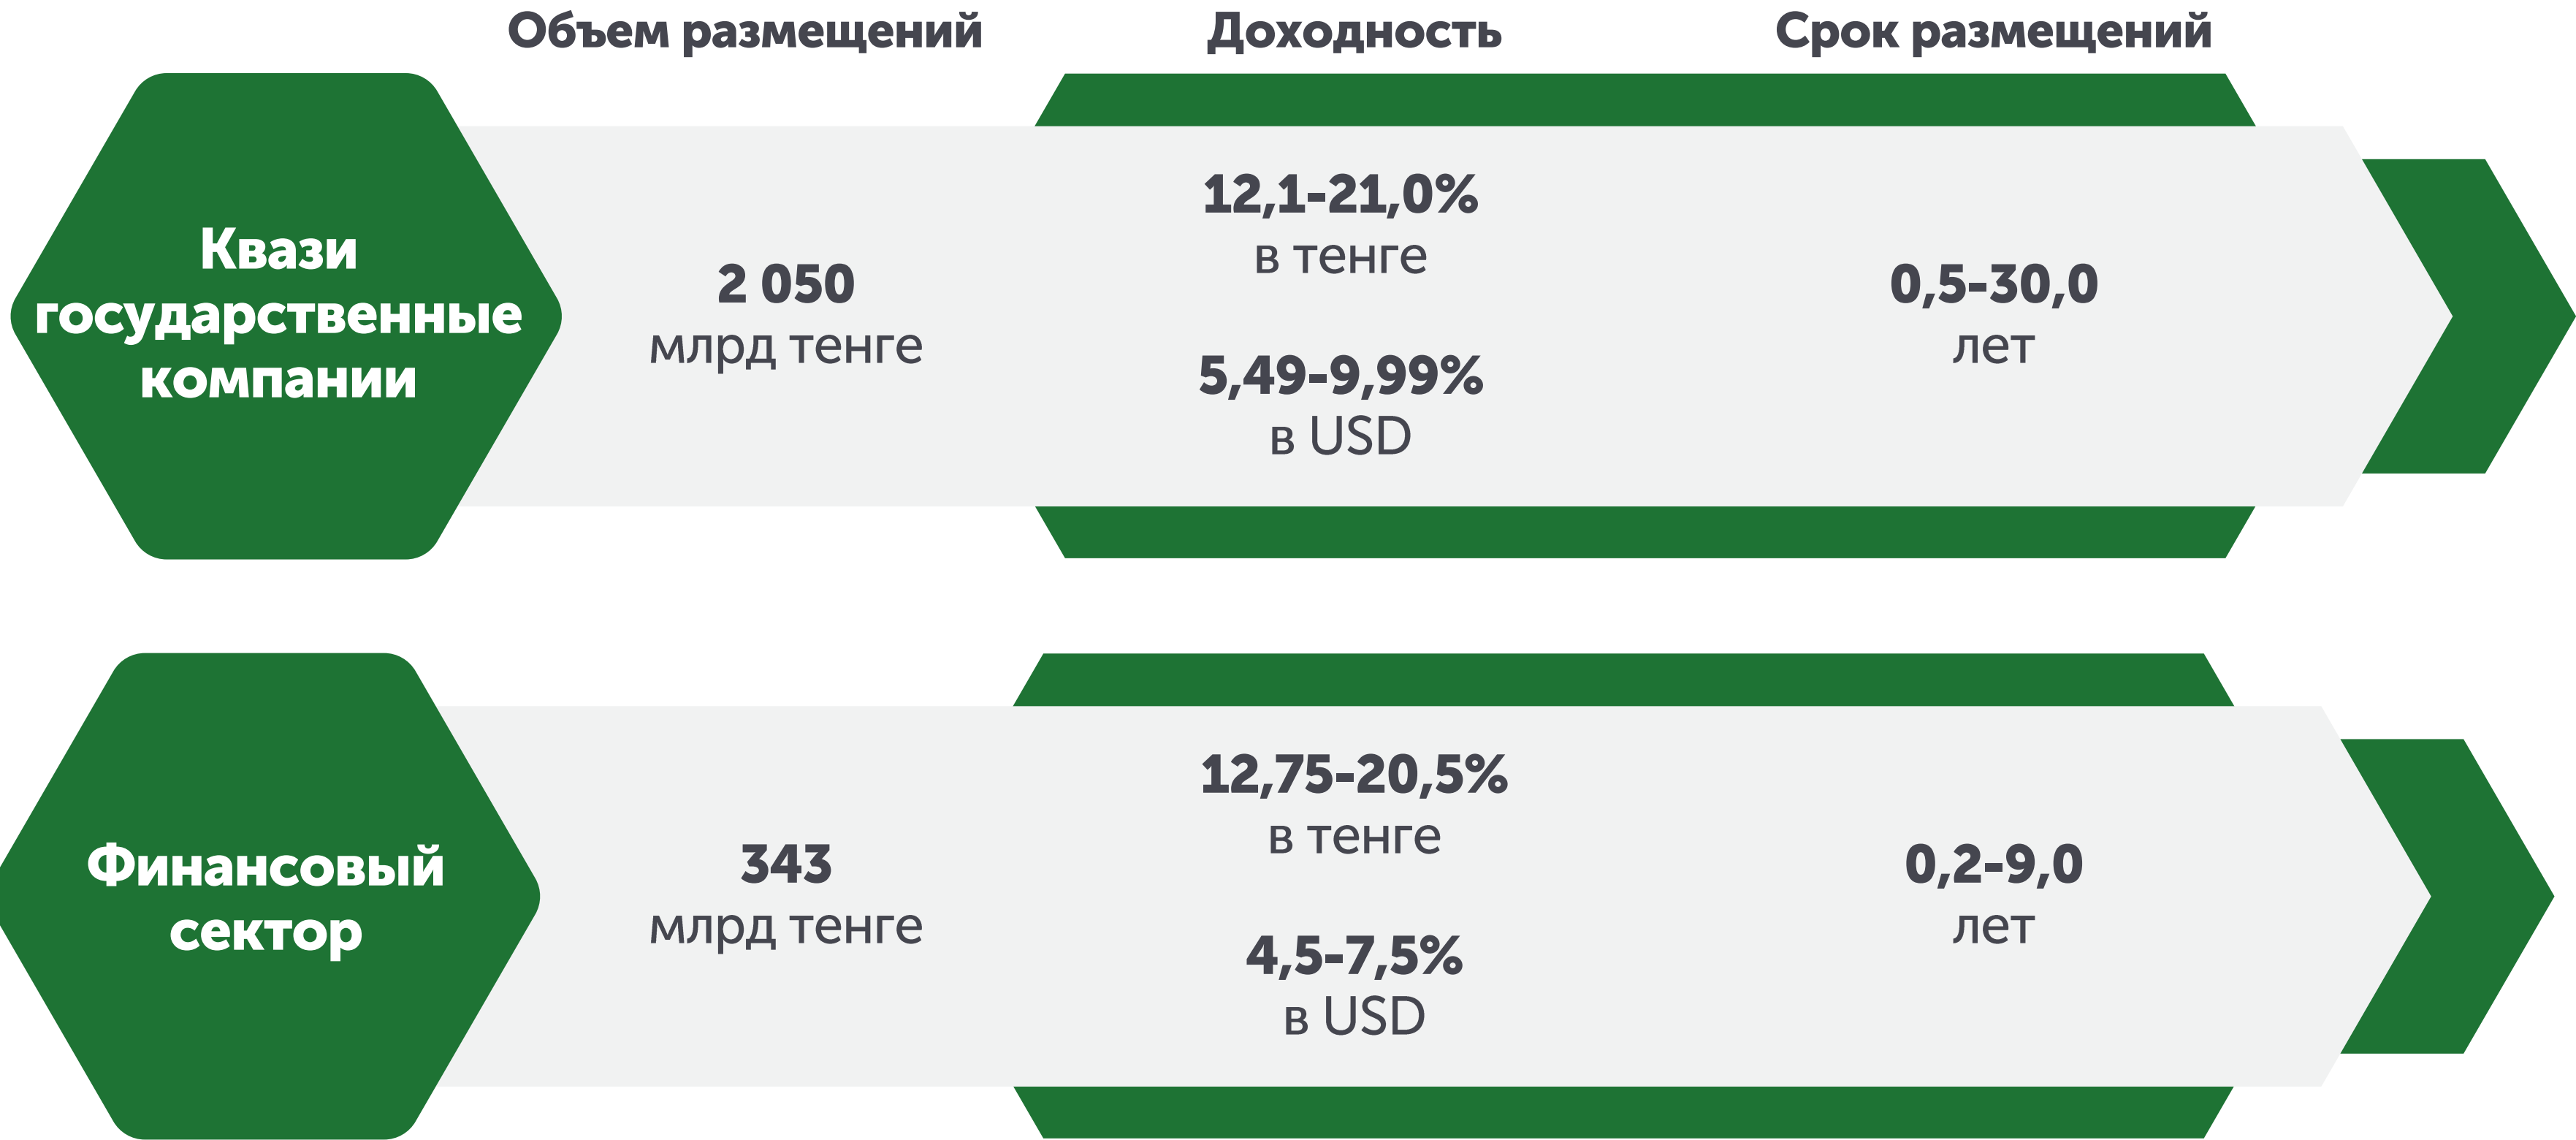 Объем размещений
Доходность
Срок размещений
Квази
государственные
компании
2 050
млрд тенге
12,1-21,0%
в тенге
5,49-9,99%
в USD
0,5-30,0
лет
Финансовый
сектор
343
млрд тенге
12,75-20,5%
в тенге
4,5-7,5%
в USD
0,2-9,0
лет